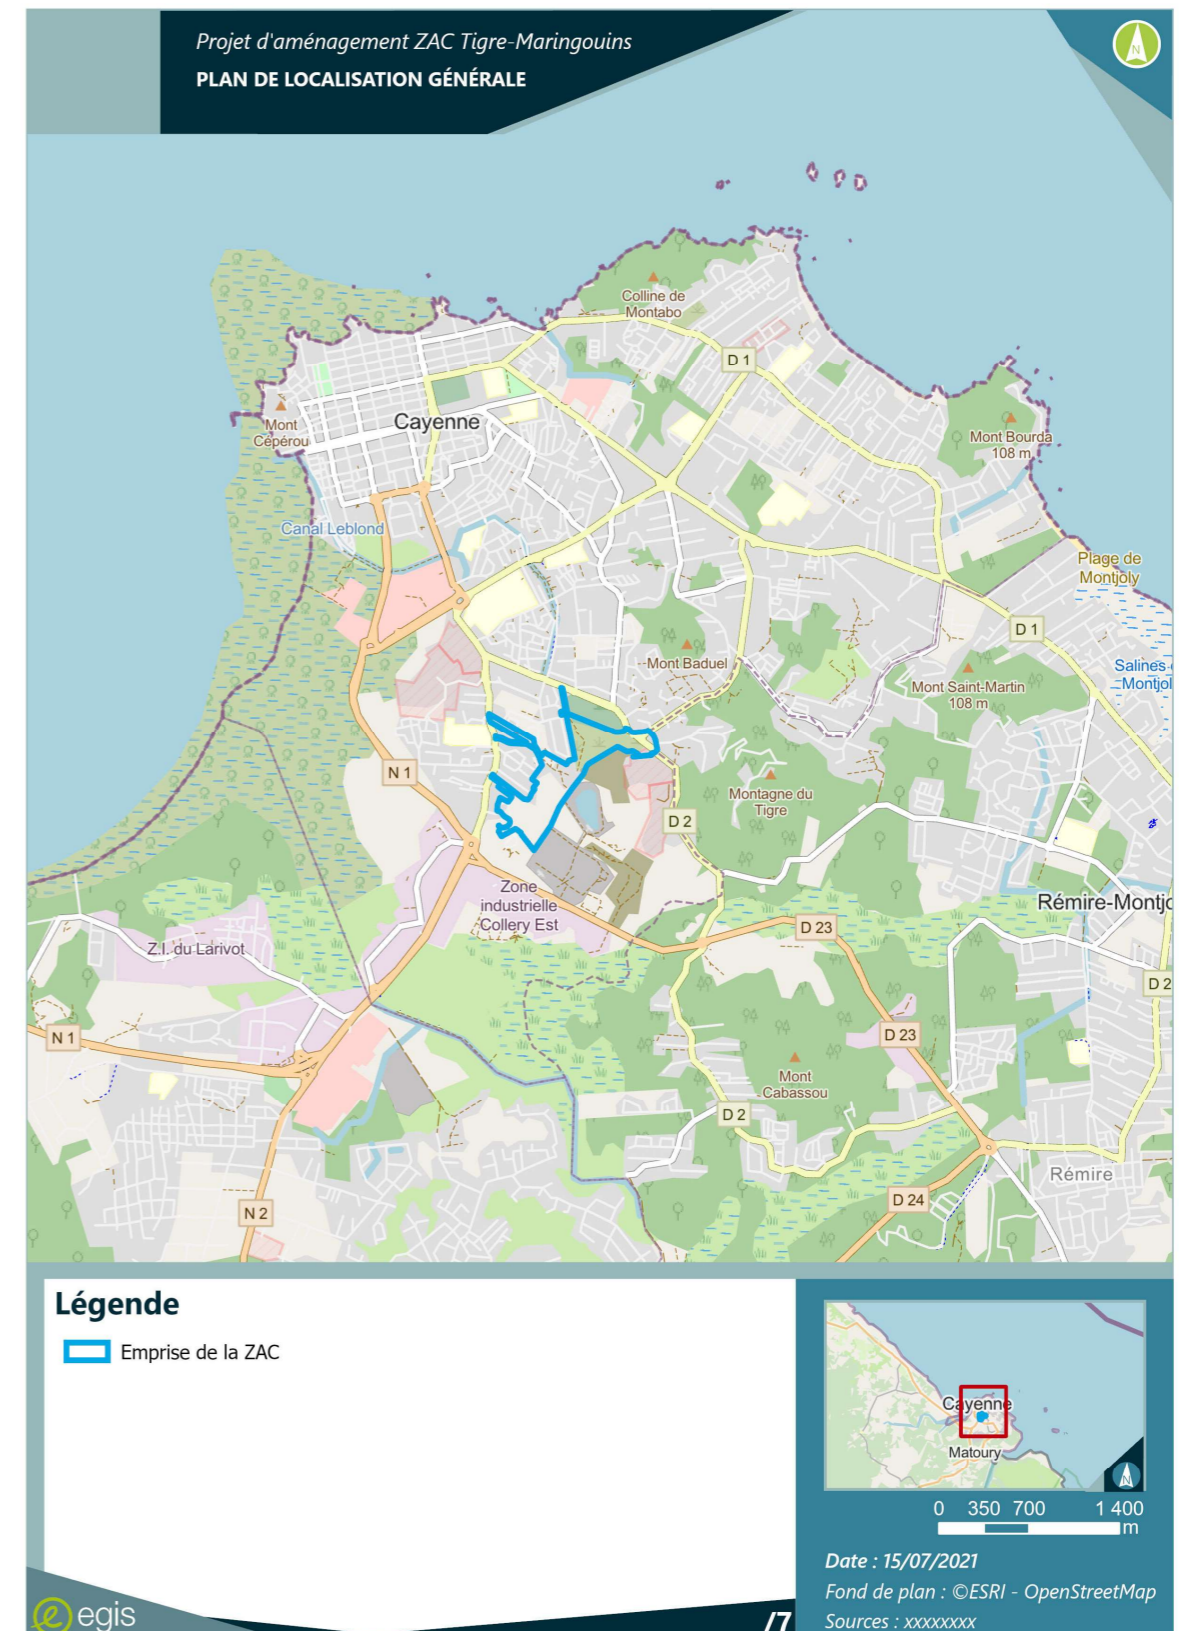 Projet d'aménagement ZAC Tigre-Maringouins
PLAN DE LOCALISATION GÉNÉRALE
N
Colline de
Montabo
D 1
Mont
Cépérou
Cayenne
Mont Bourda
108 m
Canal Leblond
Plage de
Montjoly
D 1
Mont Baduel
Salines
Montjol
Mont Saint-Martin
108 m
N 1
Montagne du
Tigre
D 2
Zone
industrielle
Collery Est
Rémire-Montjo
D 23
Z.I. du Larivot
D 2
N 1
D 23
Mont
Cabassou
D 2
Rémire
D 24
N 2
Légende
Emprise de la ZAC
Cayenne
Matoury
N
0 350 700 1 400
m
Date : 15/07/2021
Fond de plan : ©ESRI - OpenStreetMap
Sources : xxxxxxxx
egis
/7